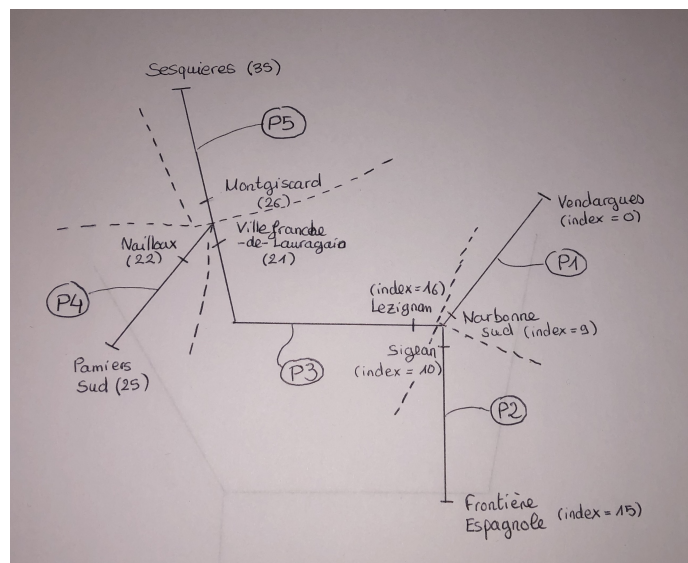 Sesquieres (35)
P5
Montgiscard
(26)
Vendargues
(index = 0)
Nailloux
(22)
Villefranche
-de-Lauragais
(21)
P1
(index=16)
Lezignan
P4
Narbonne
sud (index=9)
Sigean
(index = 10)
P3
Pamiers
Sud (25)
P2
Frontière
Espagnole (index=15)